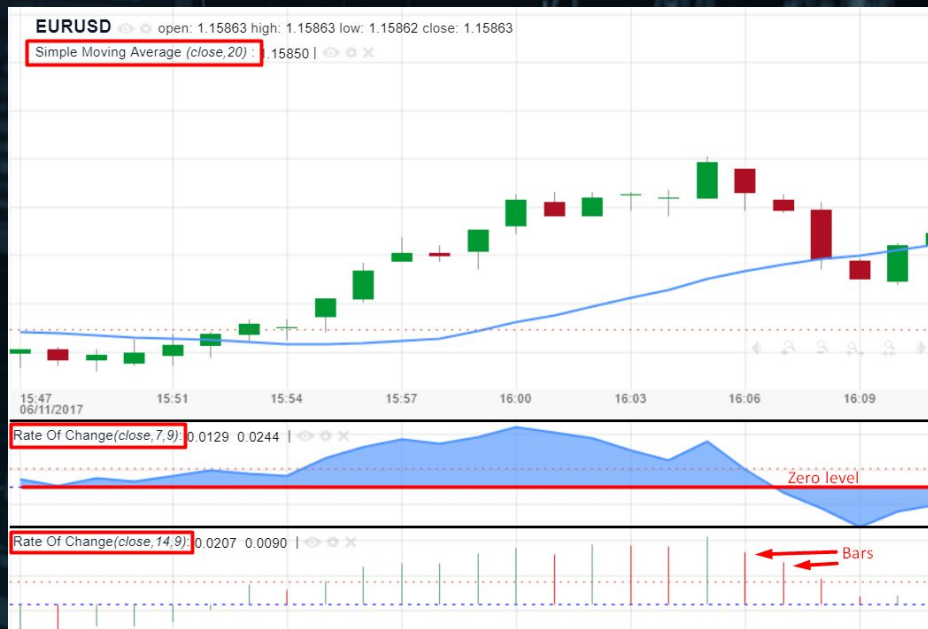 EURUSD open: 1.15863 high: 1.15863 low: 1.15862 close: 1.15863
Simple Moving Average (close,20) : 1.15850 |
15:47 15:51 15:54 15:57 16:00 16:03 16:06 16:09
06/11/2017
Rate Of Change(close,7,9): 0.0129 0.0244 |
Zero level
Rate Of Change(close,14,9): 0.0207 0.0090 |
Bars